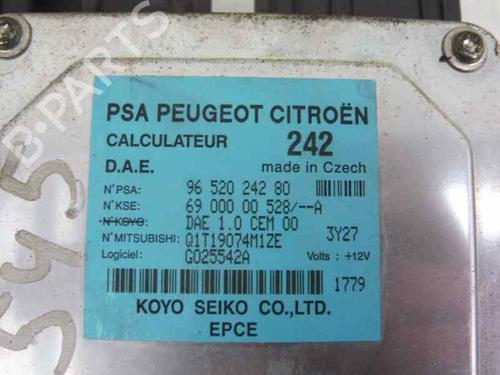 PSA PEUGEOT CITROËN
CALCULATEUR 242
D.A.E. made in Czech
N°PSA: 96 520 242 80
N°KSE: 69 000 00 528/--A
N°KOYO: DAE 1.0 CEM 00
N°MITSUBISHI: Q1T19074M1ZE 3Y27
Logiciel: G025542A Volts: +12V
1779
KOYO SEIKO CO.,LTD.
EPCE
545
B-PARTS